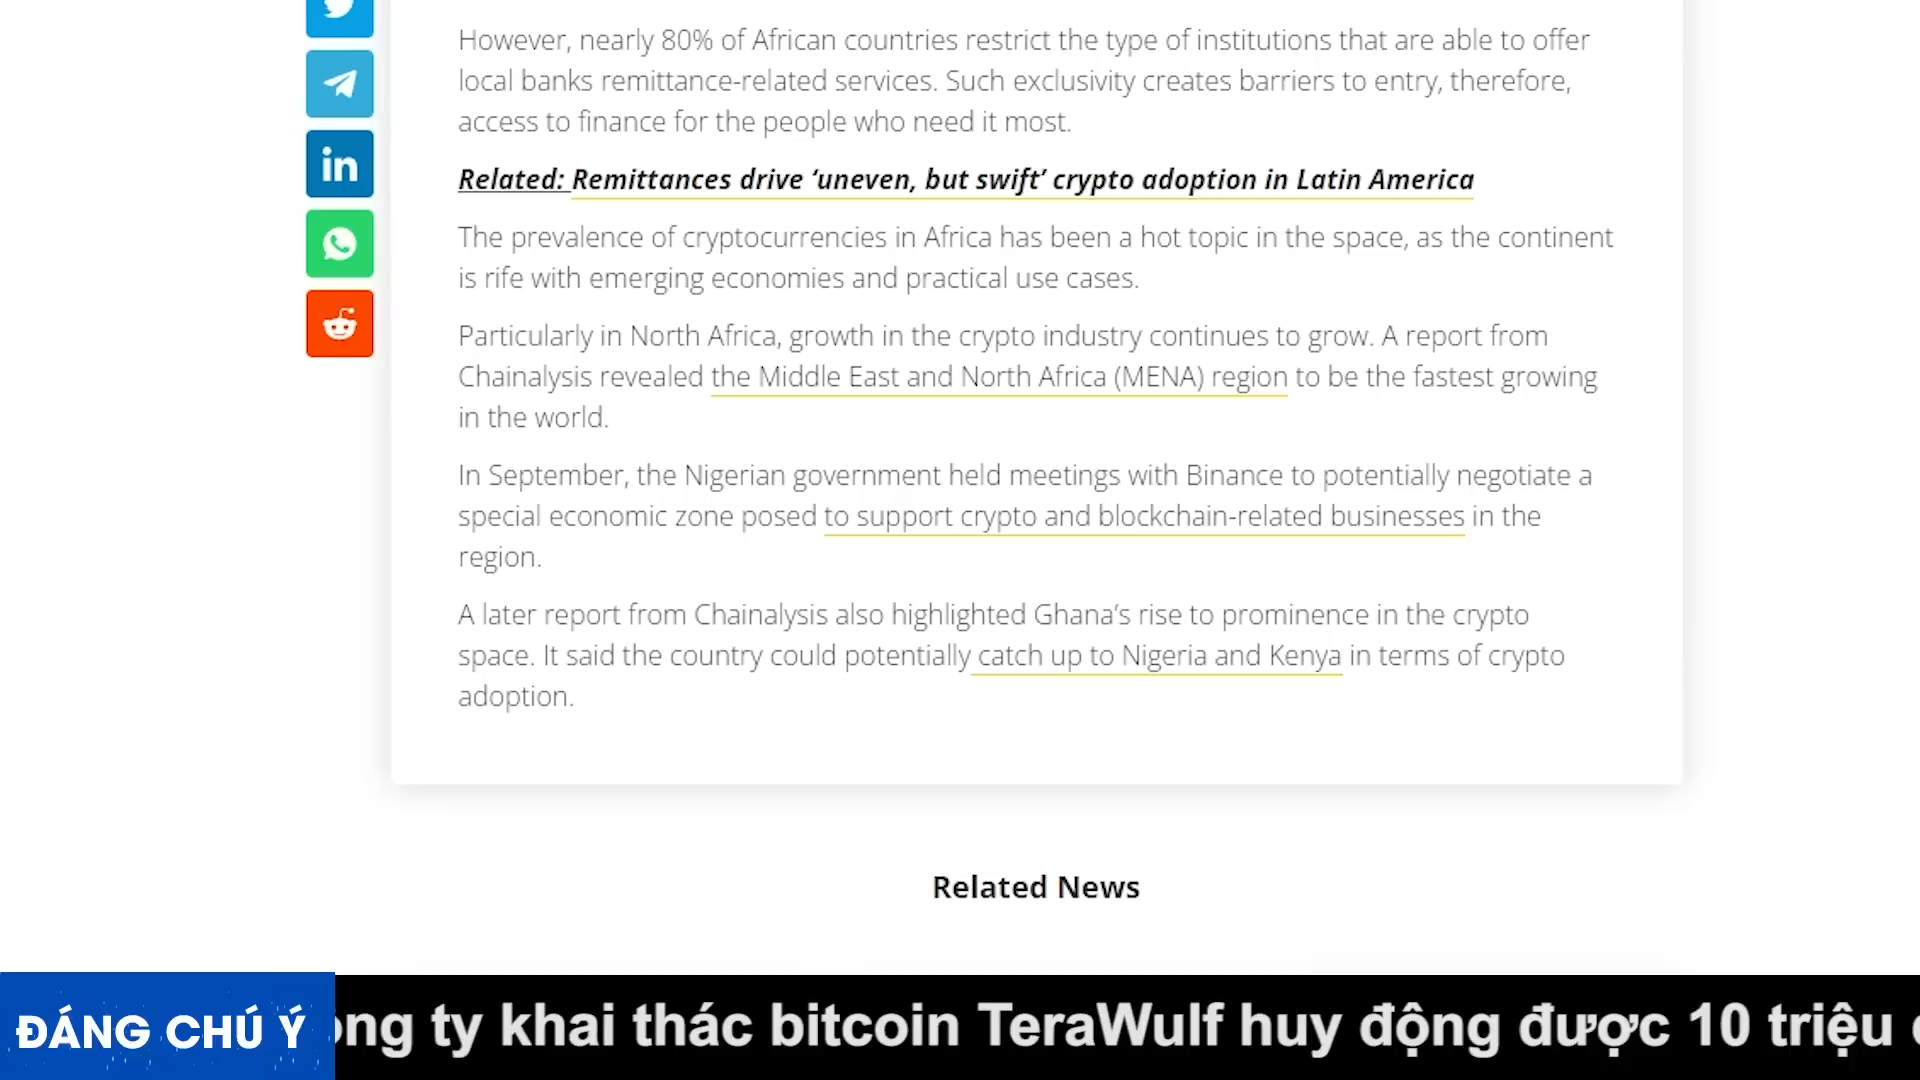 However, nearly 80% of African countries restrict the type of institutions that are able to offer
local banks remittance-related services. Such exclusivity creates barriers to entry, therefore,
access to finance for the people who need it most.
Related: Remittances drive ‘uneven, but swift’ crypto adoption in Latin America
The prevalence of cryptocurrencies in Africa has been a hot topic in the space, as the continent
is rife with emerging economies and practical use cases.
Particularly in North Africa, growth in the crypto industry continues to grow. A report from
Chainalysis revealed the Middle East and North Africa (MENA) region to be the fastest growing
in the world.
In September, the Nigerian government held meetings with Binance to potentially negotiate a
special economic zone posed to support crypto and blockchain-related businesses in the
region.
A later report from Chainalysis also highlighted Ghana’s rise to prominence in the crypto
space. It said the country could potentially catch up to Nigeria and Kenya in terms of crypto
adoption.
Related News
ĐÁNG CHÚ Ý
ty khai thác bitcoin TeraWulf huy động được 10 triệu